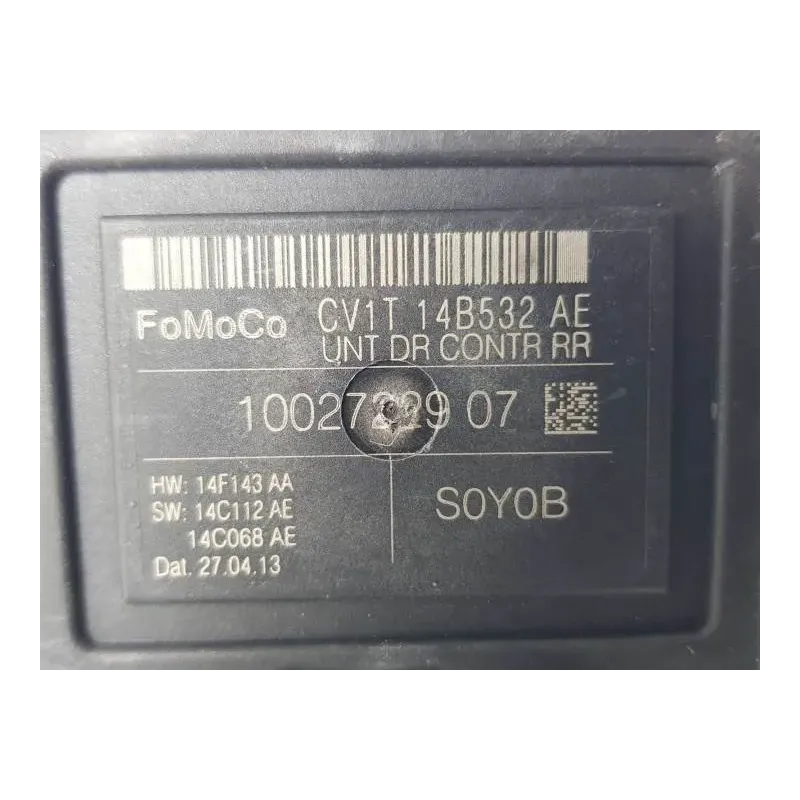 FoMoCo CV1T 14B532 AE
UNT DR CONTR RR
10027229 07
HW: 14F143 AA
SW: 14C112 AE
14C068 AE
Dat. 27.04.13
S0Y0B